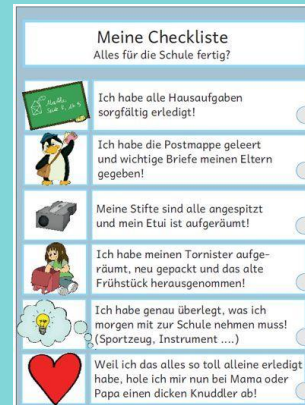 Meine Checkliste
Alles für die Schule fertig?
Ich habe alle Hausaufgaben
sorgfältig erledigt!
Ich habe die Postmappe geleert
und wichtige Briefe meinen Eltern
gegeben!
Meine Stifte sind alle angespitzt
und mein Etui ist aufgeräumt!
Ich habe meinen Tornister aufge-
räumt, neu gepackt und das alte
Frühstück herausgenommen!
Ich habe genau überlegt, was ich
morgen mit zur Schule nehmen muss!
(Sportzeug, Instrument ....)
Weil ich das alles so toll alleine erledigt
habe, hole ich mir nun bei Mama oder
Papa einen dicken Knuddler ab!